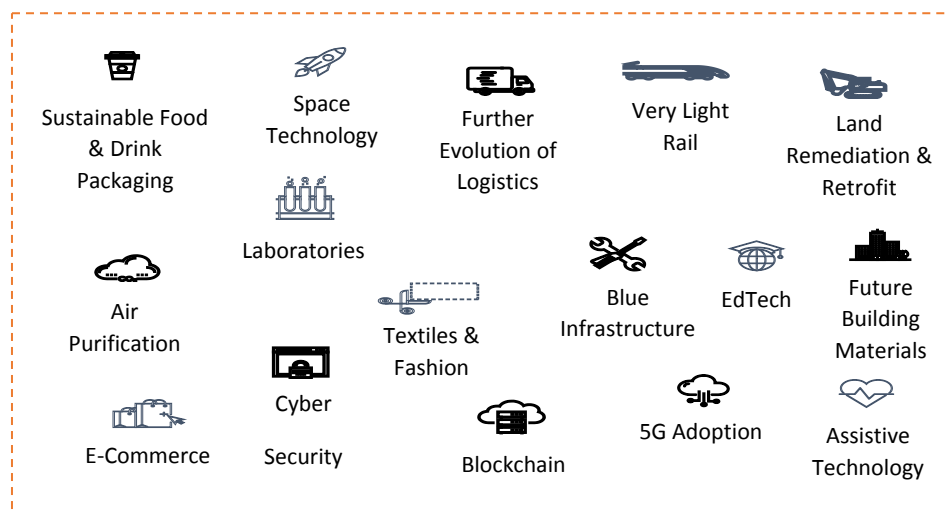 Sustainable Food
& Drink
Packaging
Space
Technology
Further
Evolution of
Logistics
Very Light
Rail
Land
Remediation &
Retrofit
Laboratories
Air
Purification
Textiles &
Fashion
Blue
Infrastructure
EdTech
Future
Building
Materials
E-Commerce
Cyber
Security
Blockchain
5G Adoption
Assistive
Technology